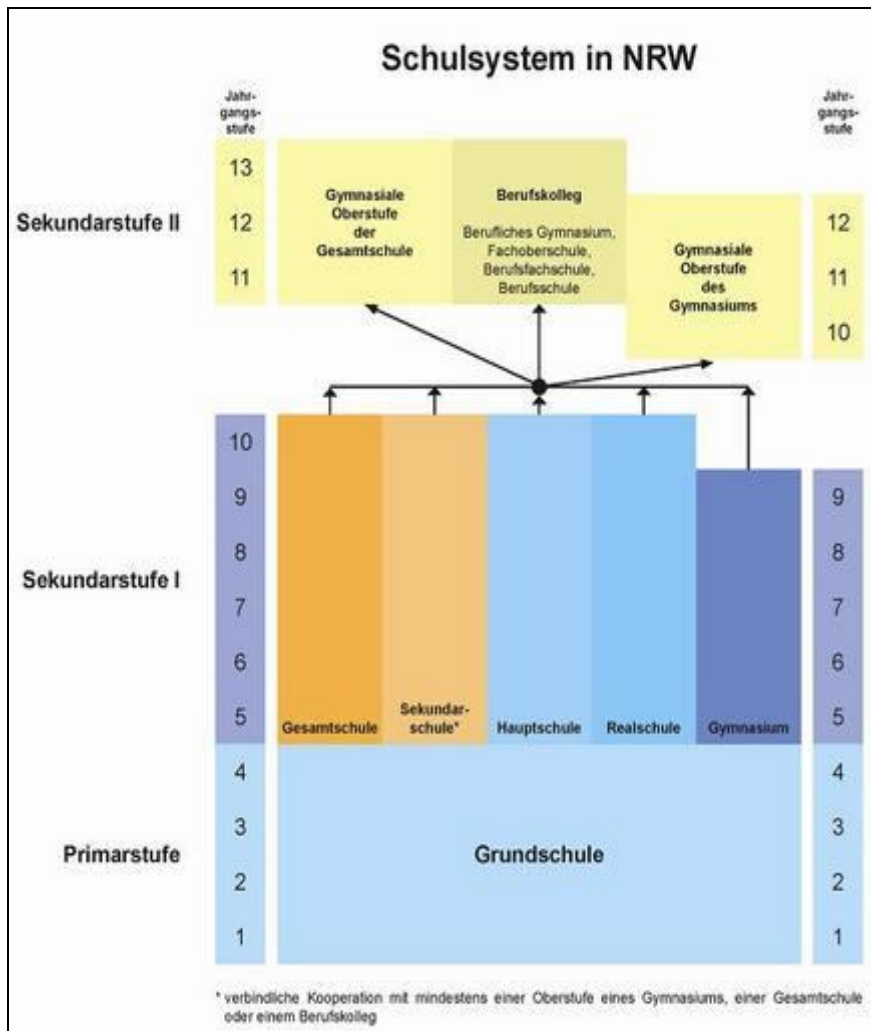 Schulsystem in NRW
Jahr-
gangs-
stufe
Jahr-
gangs-
stufe
Sekundarstufe II
13
12
11
Gymnasiale
Oberstufe
der
Gesamtschule
Berufskolleg
Berufliches Gymnasium,
Fachoberschule,
Berufsfachschule,
Berufsschule
Gymnasiale
Oberstufe
des
Gymnasiums
12
11
10
Sekundarstufe I
10
9
8
7
6
5
Gesamtschule
Sekundar-
schule*
Hauptschule
Realschule
Gymnasium
9
8
7
6
5
Primarstufe
4
3
2
1
Grundschule
4
3
2
1
* verbindliche Kooperation mit mindestens einer Oberstufe eines Gymnasiums, einer Gesamtschule
oder einem Berufskolleg